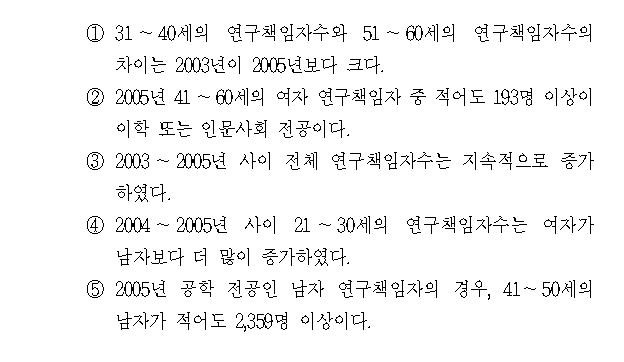 ① 31 ~ 40세의 연구책임자수와 51 ~ 60세의 연구책임자수의
차이는 2003년이 2005년보다 크다.
② 2005년 41 ~ 60세의 여자 연구책임자 중 적어도 193명 이상이
이학 또는 인문사회 전공이다.
③ 2003 ~ 2005년 사이 전체 연구책임자수는 지속적으로 증가
하였다.
④ 2004 ~ 2005년 사이 21 ~ 30세의 연구책임자수는 여자가
남자보다 더 많이 증가하였다.
⑤ 2005년 공학 전공인 남자 연구책임자의 경우, 41 ~ 50세의
남자가 적어도 2,359명 이상이다.